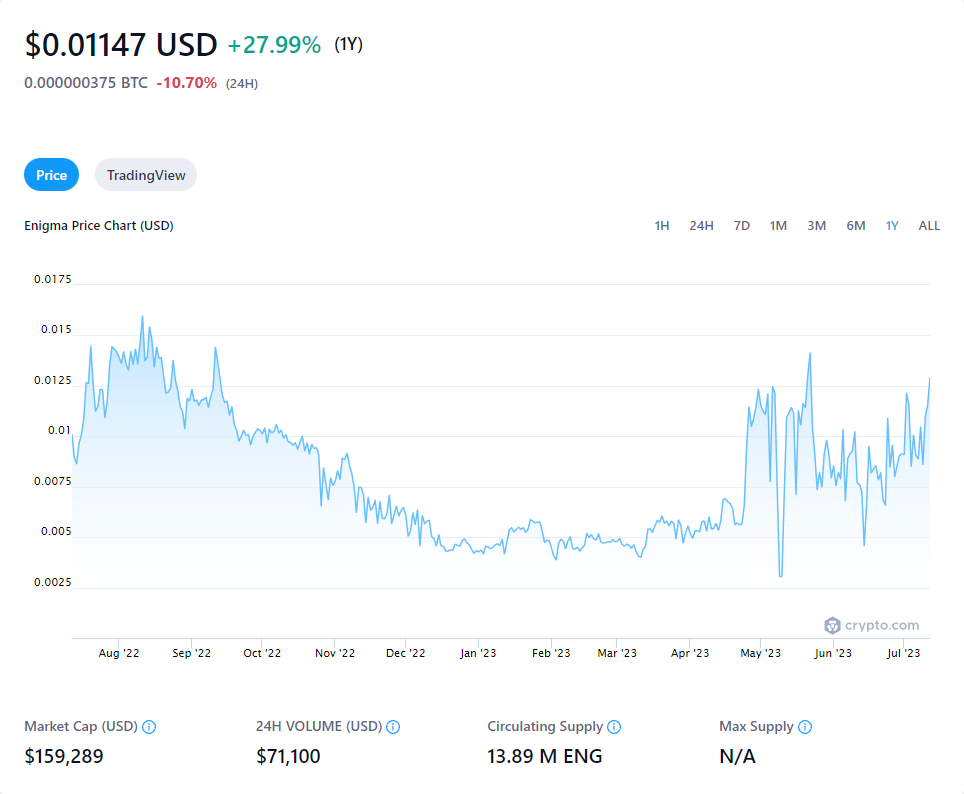 $0.01147 USD +27.99% (1Y)
0.000000375 BTC -10.70% (24H)
Price TradingView
Enigma Price Chart (USD) 1H 24H 7D 1M 3M 6M 1Y ALL
0.0175
0.015
0.0125
0.01
0.0075
0.005
0.0025
crypto.com
Aug '22 Sep '22 Oct '22 Nov '22 Dec '22 Jan '23 Feb '23 Mar '23 Apr '23 May '23 Jun '23 Jul '23
Market Cap (USD) 24H VOLUME (USD) Circulating Supply Max Supply
$159,289 $71,100 13.89 M ENG N/A